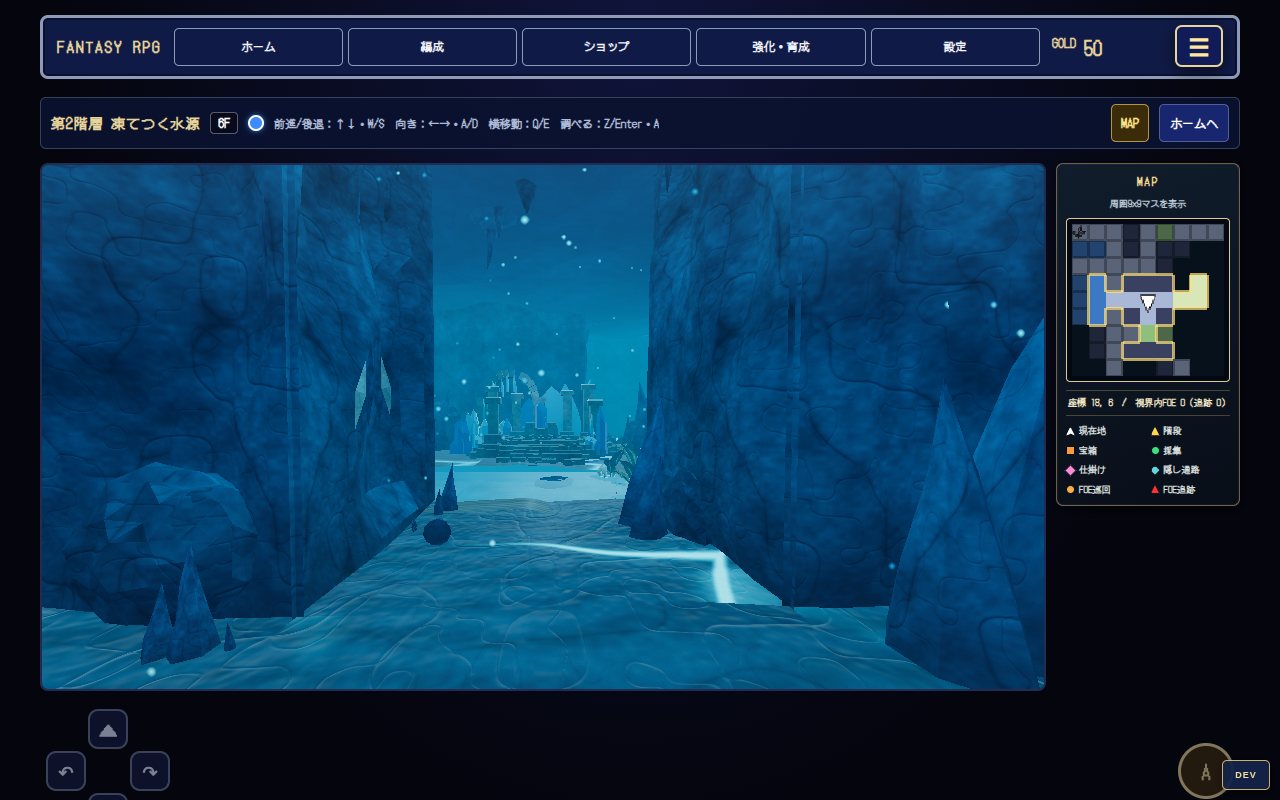 FANTASY RPG
ホーム
編成
ショップ
強化・育成
設定
GOLD 50
第2階層 凍てつく水源
6F
前進/後退：↑↓・W/S 向き：←→・A/D 横移動：Q/E 調べる：Z/Enter・A
MAP
ホームへ
MAP
周囲9x9マスを表示
座標 18, 6 / 視界内FOE 0（追跡 0）
現在地
階段
宝箱
採集
仕掛け
隠し通路
FOE巡回
FOE追跡
A
DEV